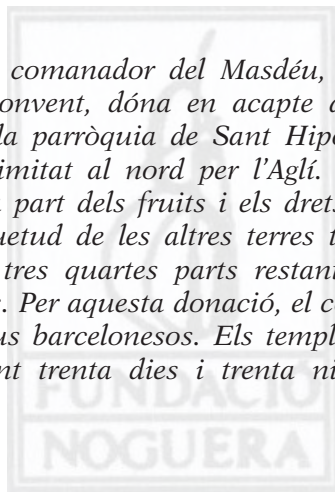 comanador del Masdéu,
onvent, dóna en acapte
la parròquia de Sant Hip
imitat al nord per l'Aglí.
part dels fruits i els dret
uetud de les altres terres t
tres quartes parts restan
. Per aquesta donació, el c
us barcelonesos. Els templ
nt trenta dies i trenta ni
FUNDACIÓ
NOGUERA